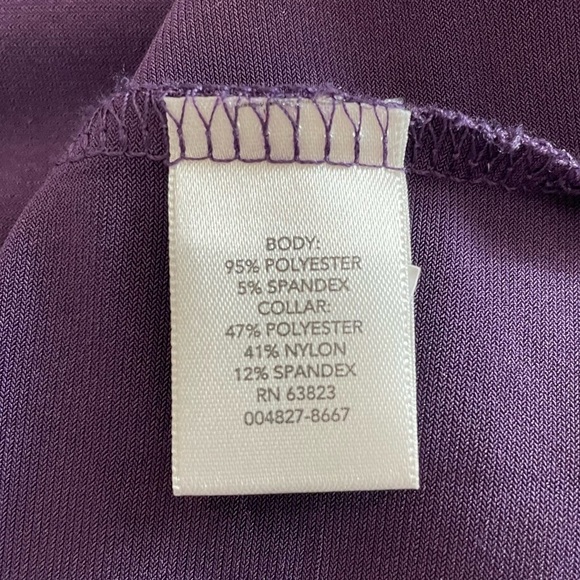 BODY:
95% POLYESTER
5% SPANDEX
COLLAR:
47% POLYESTER
41% NYLON
12% SPANDEX
RN 63823
004827-8667